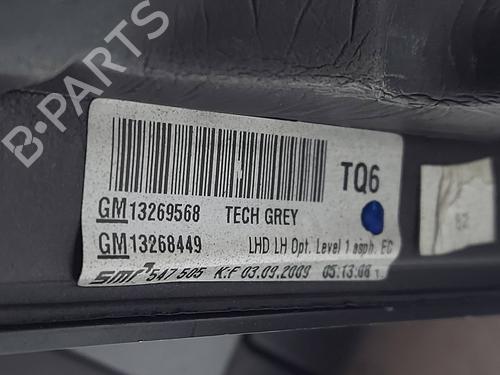 B-PARTS
TQ6
GM13269568 TECH GREY
GM13268449 LHD LH Opt. Level 1 asph. EC
smr 547 505 K:F 03.09.2009 05:13:08